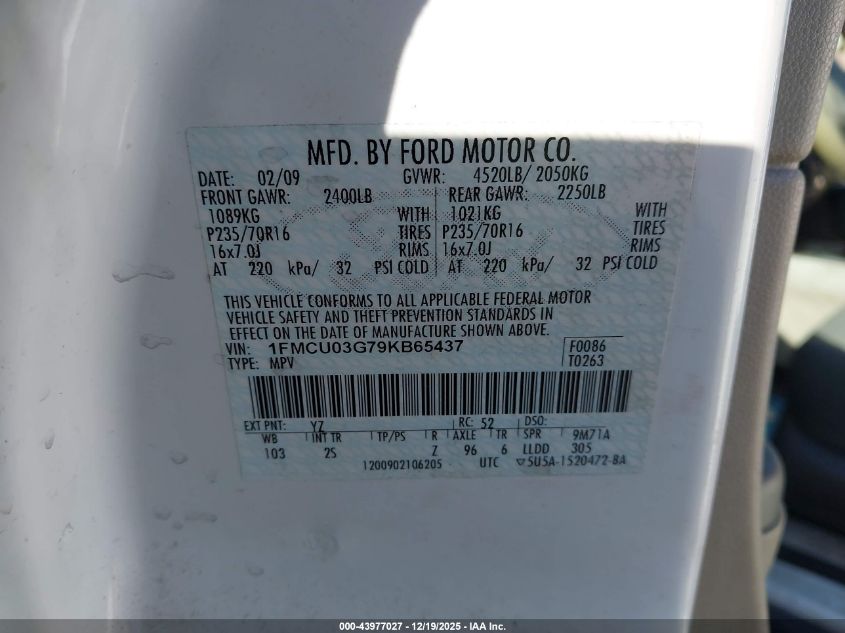 MFD. BY FORD MOTOR CO.
DATE: 02/09 GVWR: 4520LB/ 2050KG
FRONT GAWR: 2400LB REAR GAWR: 2250LB
1089KG WITH 1021KG WITH
P235/70R16 TIRES P235/70R16 TIRES
16x7.0J RIMS 16x7.0J RIMS
AT 220 kPa/ 32 PSI COLD AT 220 kPa/ 32 PSI COLD
THIS VEHICLE CONFORMS TO ALL APPLICABLE FEDERAL MOTOR
VEHICLE SAFETY AND THEFT PREVENTION STANDARDS IN
EFFECT ON THE DATE OF MANUFACTURE SHOWN ABOVE.
VIN: 1FMCU03G79KB65437 F0086
TYPE: MPV T0263
EXT PNT: YZ RC: 52 DSO:
WB INT TR TP/PS R AXLE TR SPR 9M71A
103 2S Z 96 6 LLDD 305
1200902106205 UTC ▽5U5A-1520472-BA
000-43977027 - 12/19/2025 - IAA Inc.